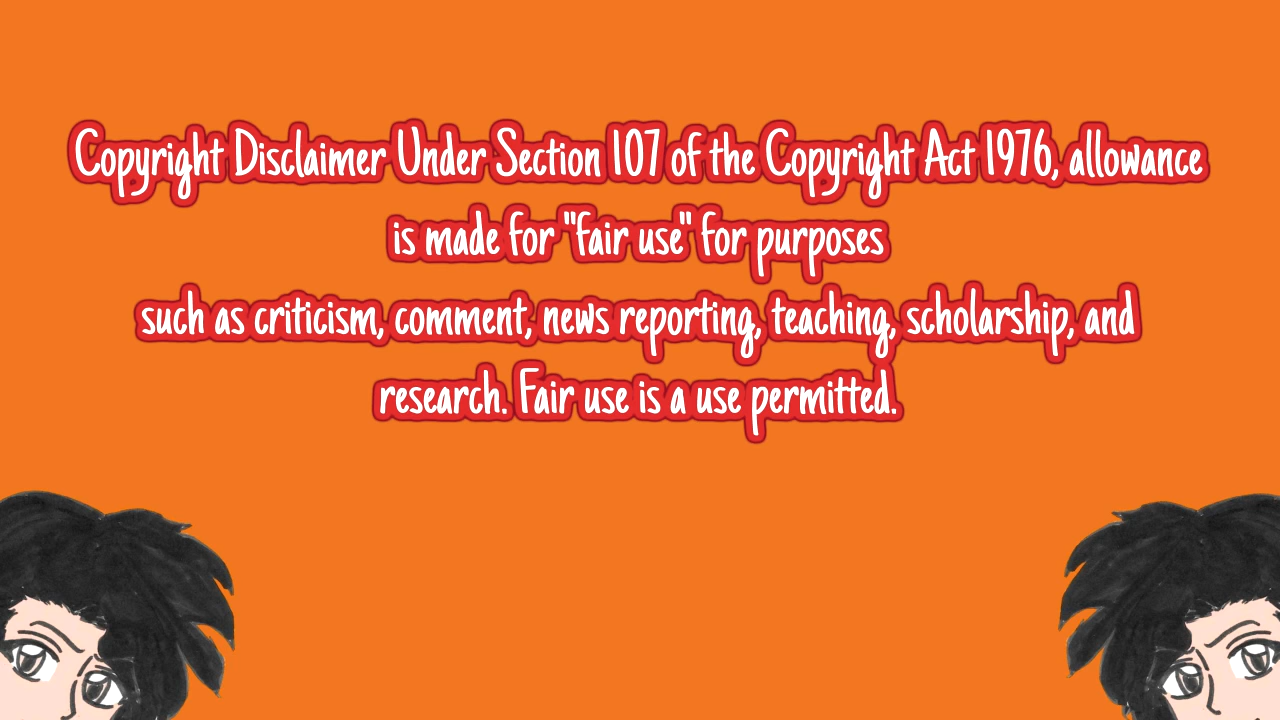 Copyright Disclaimer Under Section 107 of the Copyright Act 1976, allowance
is made for "fair use" for purposes
such as criticism, comment, news reporting, teaching, scholarship, and
research. Fair use is a use permitted.